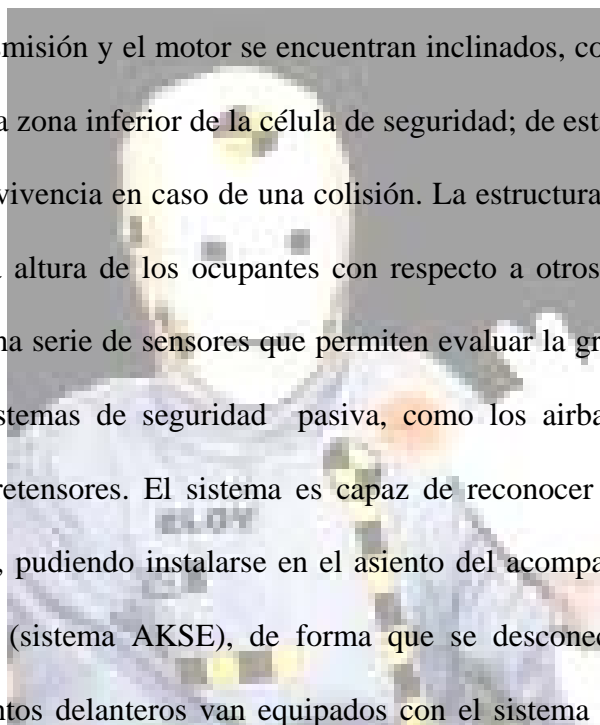 misión y el motor se encuentran inclinados, co
a zona inferior de la célula de seguridad; de est
vivencia en caso de una colisión. La estructura
altura de los ocupantes con respecto a otros
na serie de sensores que permiten evaluar la gr
stemas de seguridad pasiva, como los airba
retensores. El sistema es capaz de reconocer
, pudiendo instalarse en el asiento del acompa
(sistema AKSE), de forma que se desconec
ELOY
ntos delanteros van equipados con el sistema